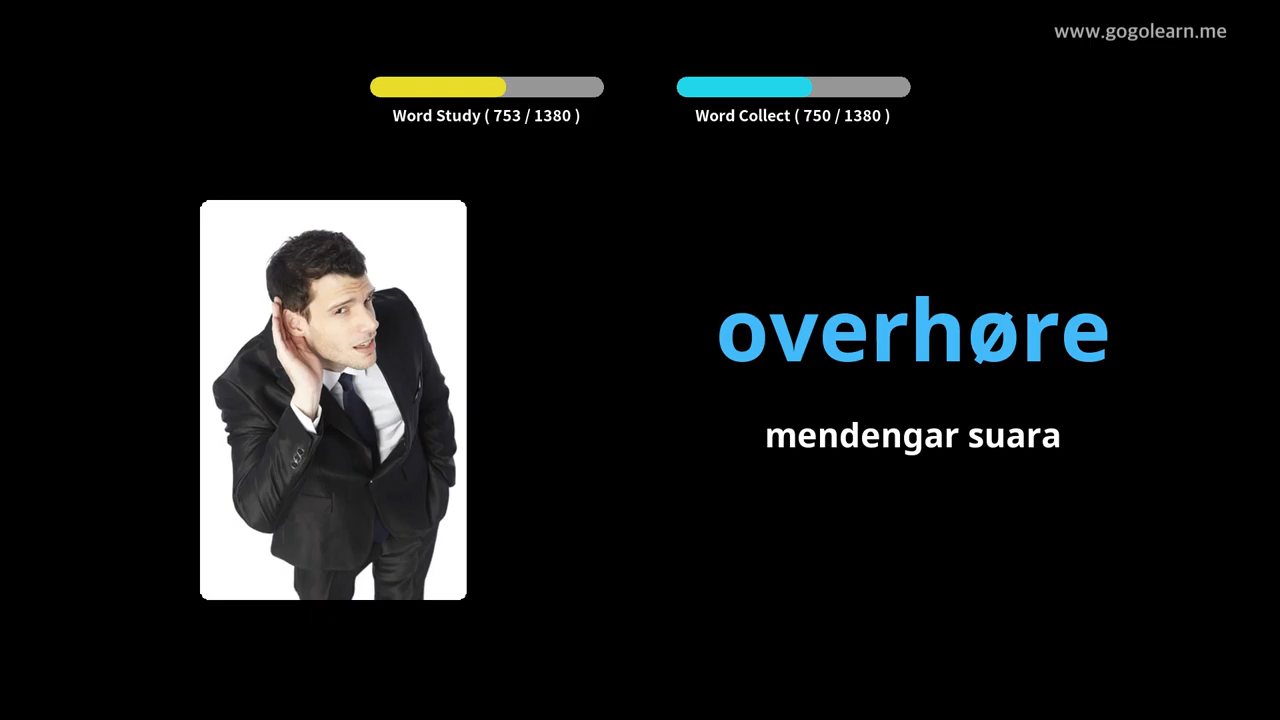 www.gogolearn.me
Word Study ( 753 / 1380 )
Word Collect ( 750 / 1380 )
overhøre
mendengar suara